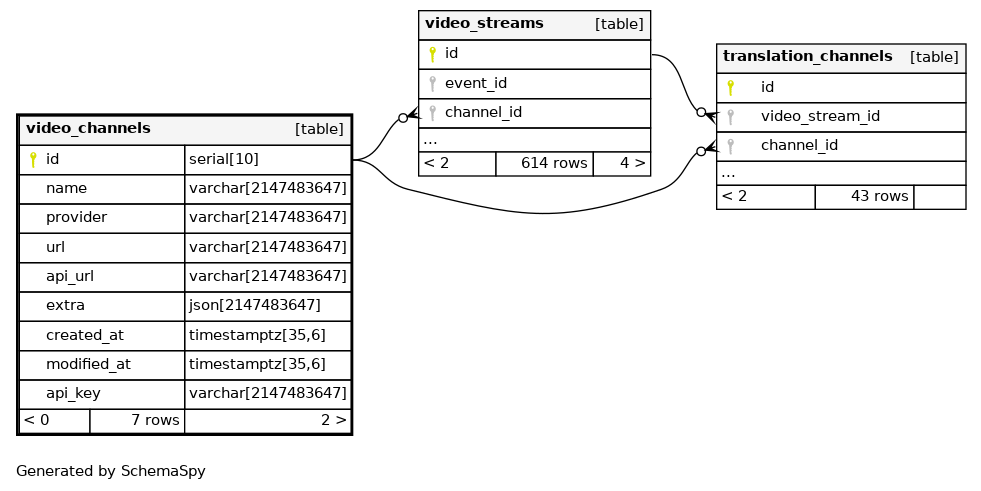 video_streams [table]
id
event_id
channel_id
...
< 2 614 rows 4 >
translation_channels [table]
id
video_stream_id
channel_id
...
< 2 43 rows
video_channels [table]
id serial[10]
name varchar[2147483647]
provider varchar[2147483647]
url varchar[2147483647]
api_url varchar[2147483647]
extra json[2147483647]
created_at timestamptz[35,6]
modified_at timestamptz[35,6]
api_key varchar[2147483647]
< 0 7 rows 2 >
Generated by SchemaSpy